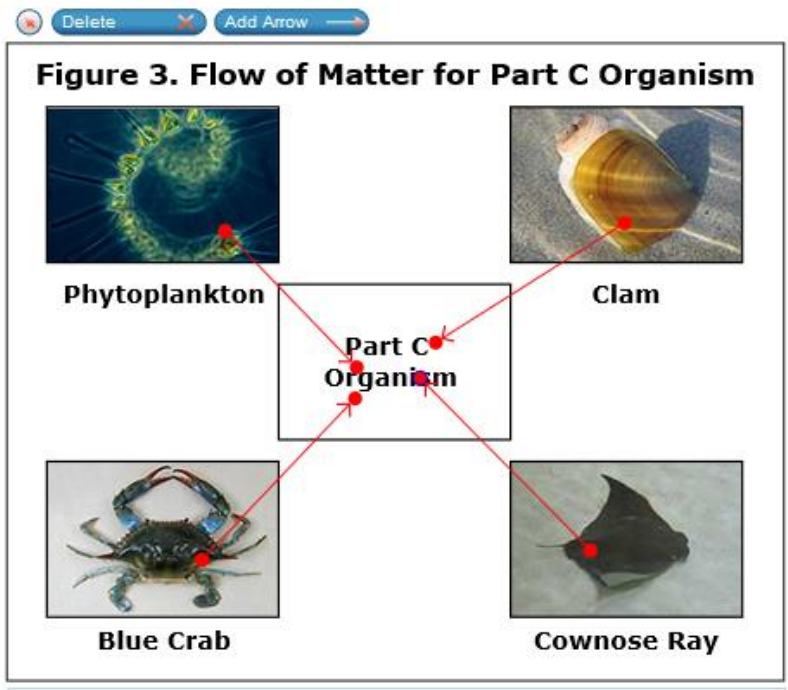 Delete Add Arrow
Figure 3. Flow of Matter for Part C Organism
Phytoplankton
Clam
Part C
Organism
Blue Crab
Cownose Ray